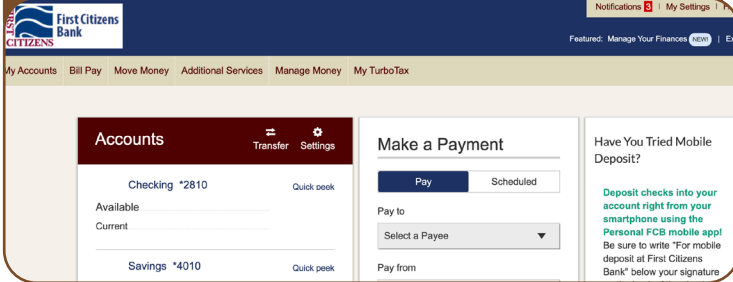 Notifications 3 | My Settings |
FIRST
CITIZENS
First Citizens
Bank
Featured: Manage Your Finances NEW! |
My Accounts Bill Pay Move Money Additional Services Manage Money My TurboTax
Accounts
Transfer Settings
Checking *2810 Quick peek
Available
Current
Savings *4010 Quick peek
Make a Payment
Pay Scheduled
Pay to
Select a Payee
Pay from
Have You Tried Mobile
Deposit?
Deposit checks into your
account right from your
smartphone using the
Personal FCB mobile app!
Be sure to write "For mobile
deposit at First Citizens
Bank" below your signature